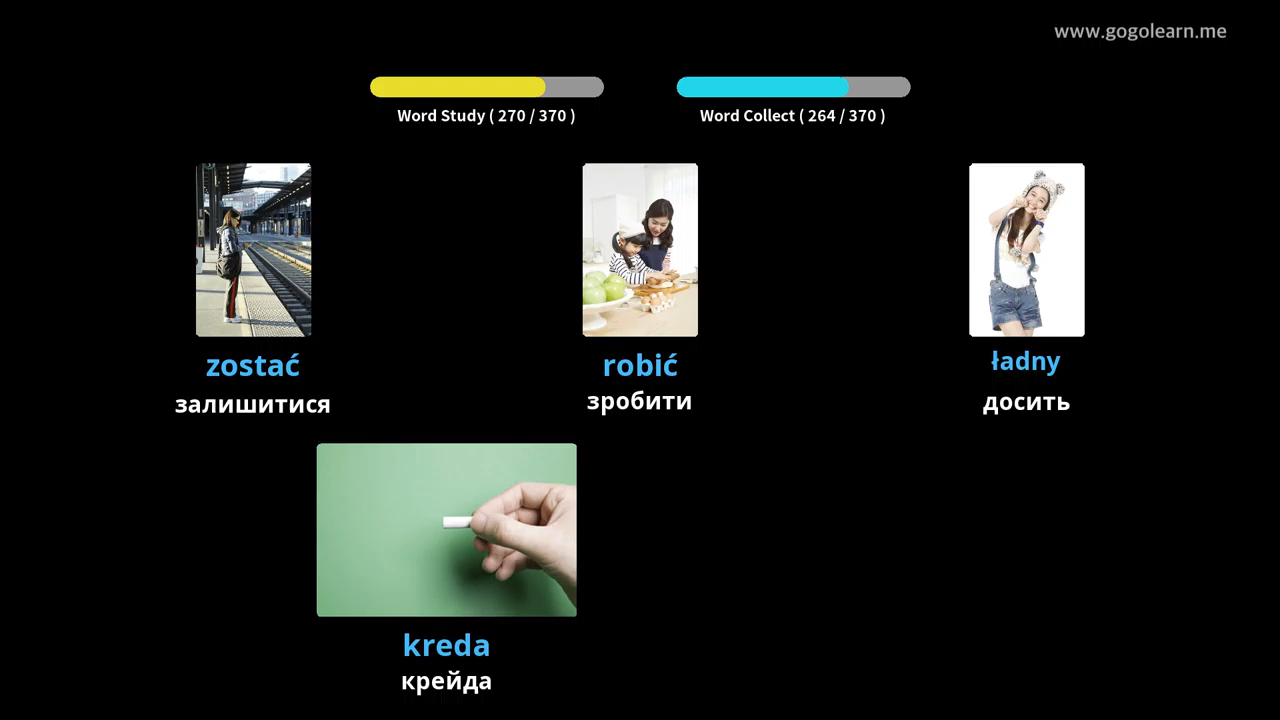 www.gogolearn.me
Word Study ( 270 / 370 )
Word Collect ( 264 / 370 )
zostać
залишитися
robić
зробити
ładny
досить
kreda
крейда